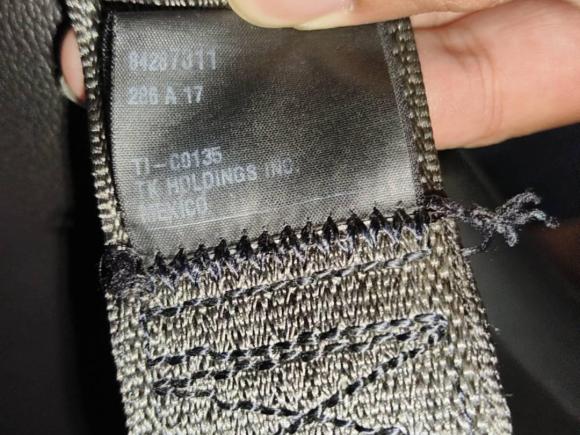 84287311
286 A 17
TI-C0135
TK HOLDINGS INC.
MEXICO